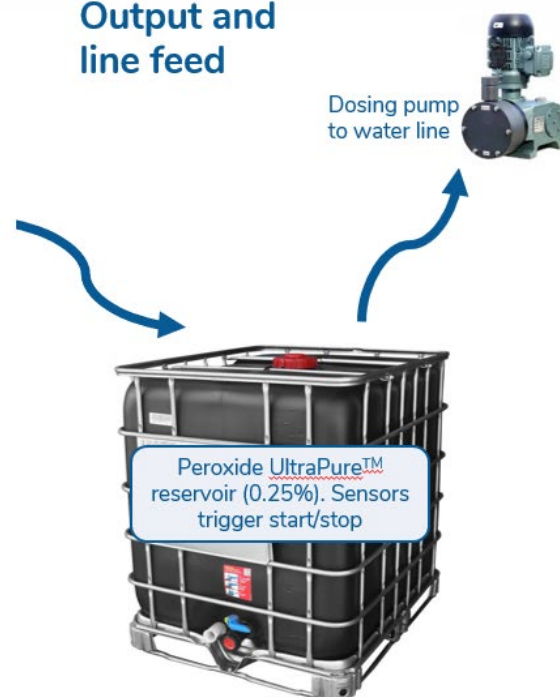 Output and
line feed
Dosing pump
to water line
Peroxide UltraPure™
reservoir (0.25%). Sensors
trigger start/stop